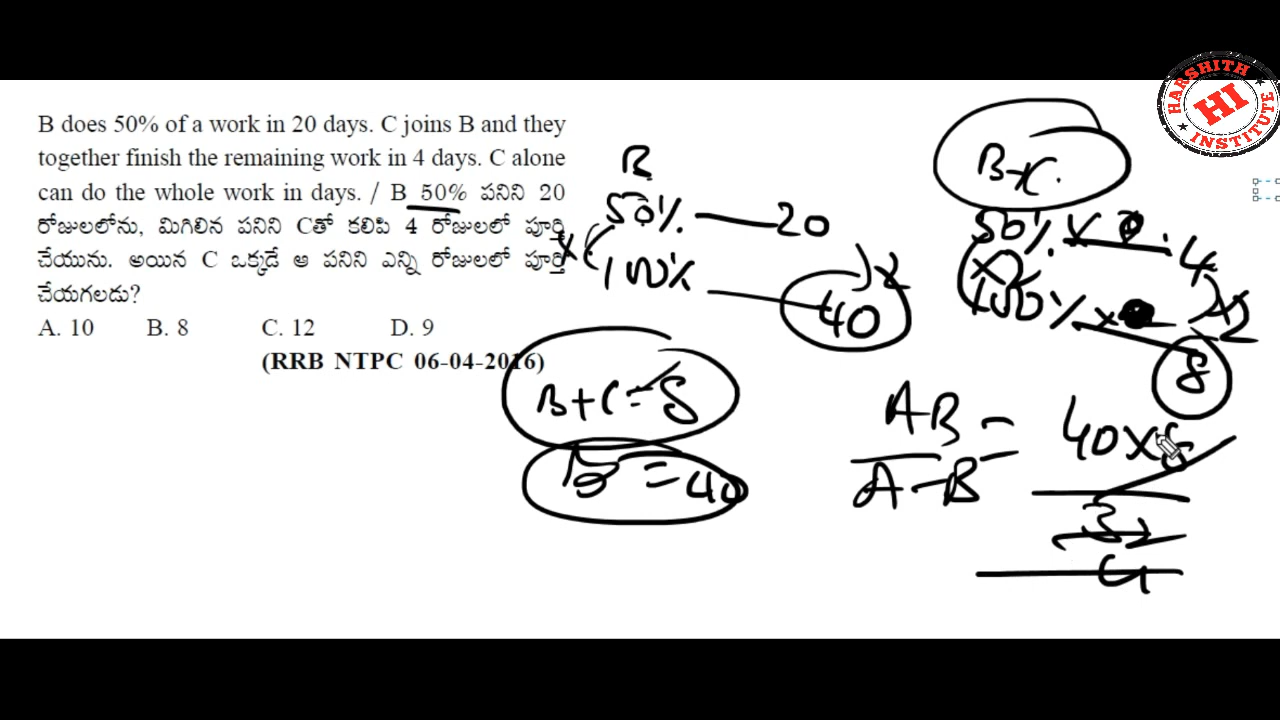 HARSHITH
HI
INSTITUTE
B does 50% of a work in 20 days. C joins B and they
together finish the remaining work in 4 days. C alone
can do the whole work in days. / B 50% పనిని 20
రోజులలోను, మిగిలిన పనిని Cతో కలిపి 4 రోజులలో పూర్తి
చేయును. అయిన C ఒక్కడే ఆ పనిని ఎన్ని రోజులలో పూర్తి
చేయగలడు?
A. 10 B. 8 C. 12 D. 9
(RRB NTPC 06-04-2016)
B
50% 20
100% 40
B+C = 8
B = 40
50% 4
100%
8
AB = 40×8
A-B 32
4